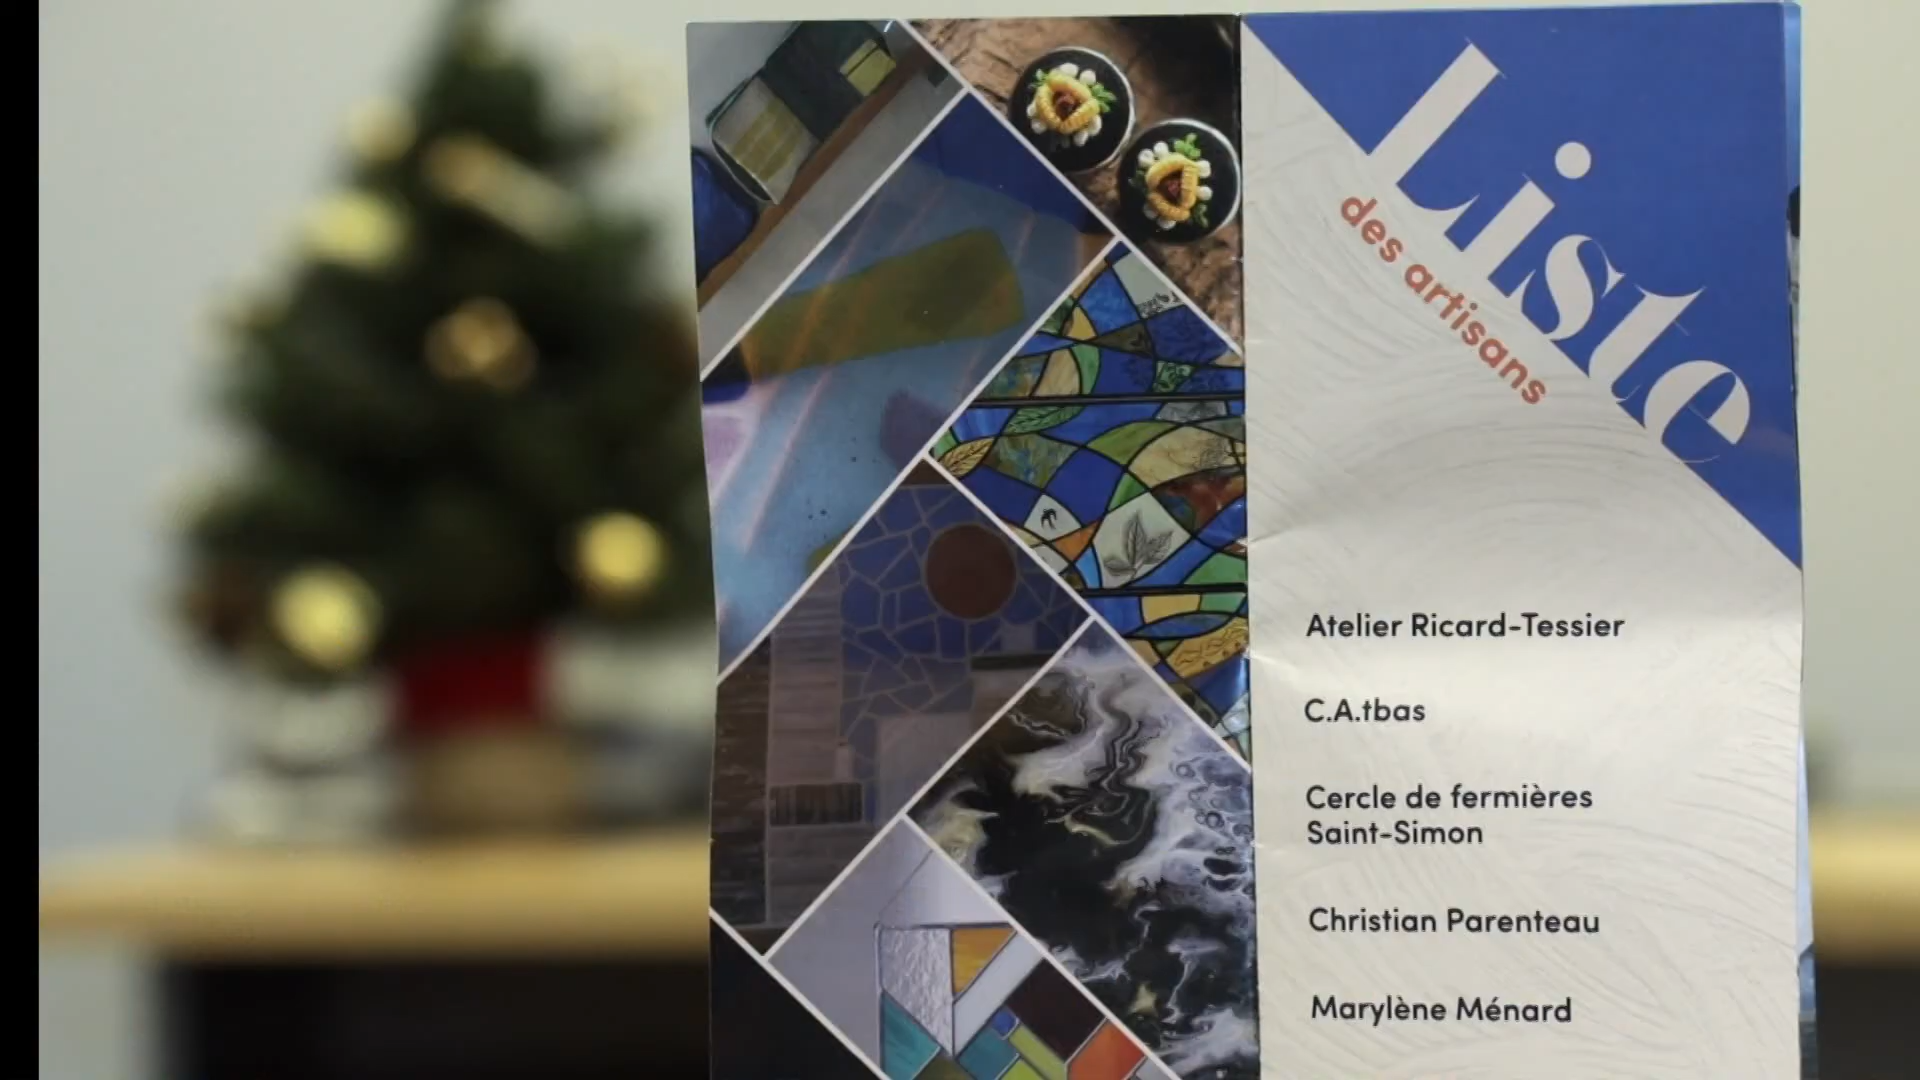 Liste
des artisans
Atelier Ricard-Tessier
C.A.tbas
Cercle de fermières
Saint-Simon
Christian Parenteau
Marylène Ménard